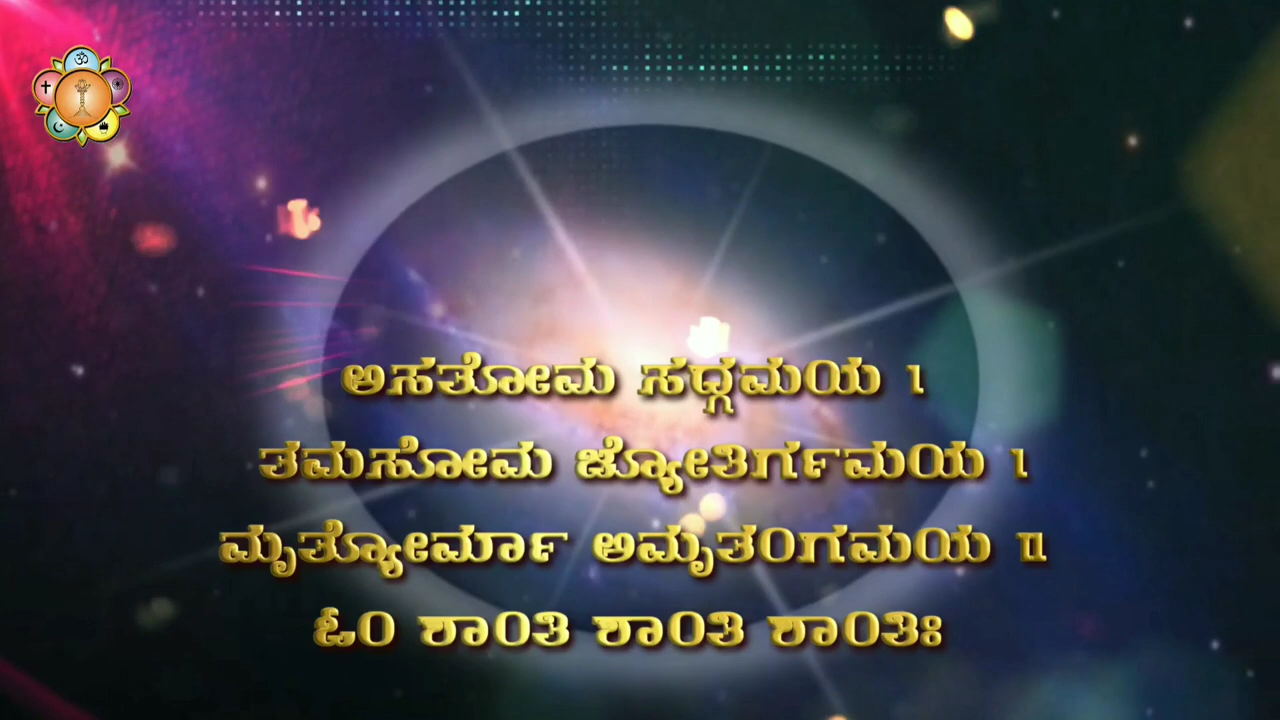 ಅಸತೋಮ ಸದ್ಗಮಯ ।
ತಮಸೋಮ ಜ್ಯೋತಿರ್ಗಮಯ ।
ಮೃತ್ಯೋರ್ಮಾ ಅಮೃತಂಗಮಯ ॥
ಓಂ ಶಾಂತಿ ಶಾಂತಿ ಶಾಂತಿಃ